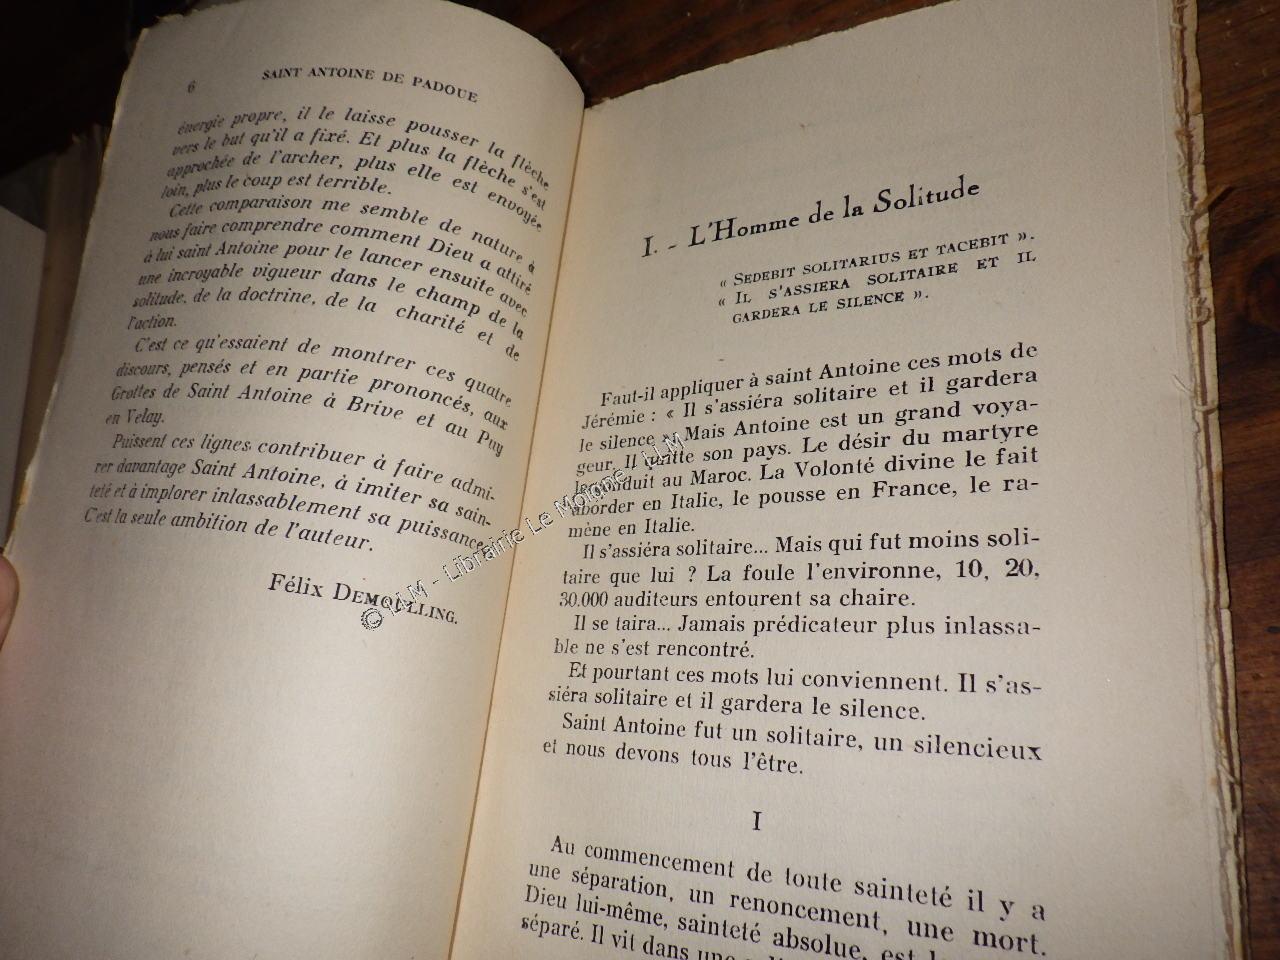 6
SAINT ANTOINE DE PADOUE
énergie propre, il le laisse pousser la flèche
vers le but qu'il a fixé. Et plus la flèche s'est
approchée de l'archer, plus elle est envoyée
loin, plus le coup est terrible.
Cette comparaison me semble de nature à
nous faire comprendre comment Dieu a attiré
à lui saint Antoine pour le lancer ensuite avec
une incroyable vigueur dans le champ de la
solitude, de la doctrine, de la charité et de
l'action.
C'est ce qu'essaient de montrer ces quatre
discours, pensés et en partie prononcés, aux
Grottes de Saint Antoine à Brive et au Puy
en Velay.
Puissent ces lignes contribuer à faire admi-
rer davantage Saint Antoine, à imiter sa sain-
teté et à implorer inlassablement sa puissance.
C'est la seule ambition de l'auteur.
Félix DEMOULLING.
I. - L'Homme de la Solitude
« SEDEBIT SOLITARIUS ET TACEBIT ».
« IL S'ASSIERA SOLITAIRE ET IL
GARDERA LE SILENCE ».
Faut-il appliquer à saint Antoine ces mots de
Jérémie : « Il s'assiéra solitaire et il gardera
le silence » Mais Antoine est un grand voya-
geur. Il quitte son pays. Le désir du martyre
le conduit au Maroc. La Volonté divine le fait
aborder en Italie, le pousse en France, le ra-
mène en Italie.
Il s'assiéra solitaire... Mais qui fut moins soli-
taire que lui ? La foule l'environne, 10, 20,
30.000 auditeurs entourent sa chaire.
Il se taira... Jamais prédicateur plus inlassa-
ble ne s'est rencontré.
Et pourtant ces mots lui conviennent. Il s'as-
siéra solitaire et il gardera le silence.
Saint Antoine fut un solitaire, un silencieux
et nous devons tous l'être.
I
Au commencement de toute sainteté il y a
une séparation, un renoncement, une mort.
Dieu lui-même, sainteté absolue, est
séparé. Il vit dans une
© LLM - Librairie Le Moigne - LLM